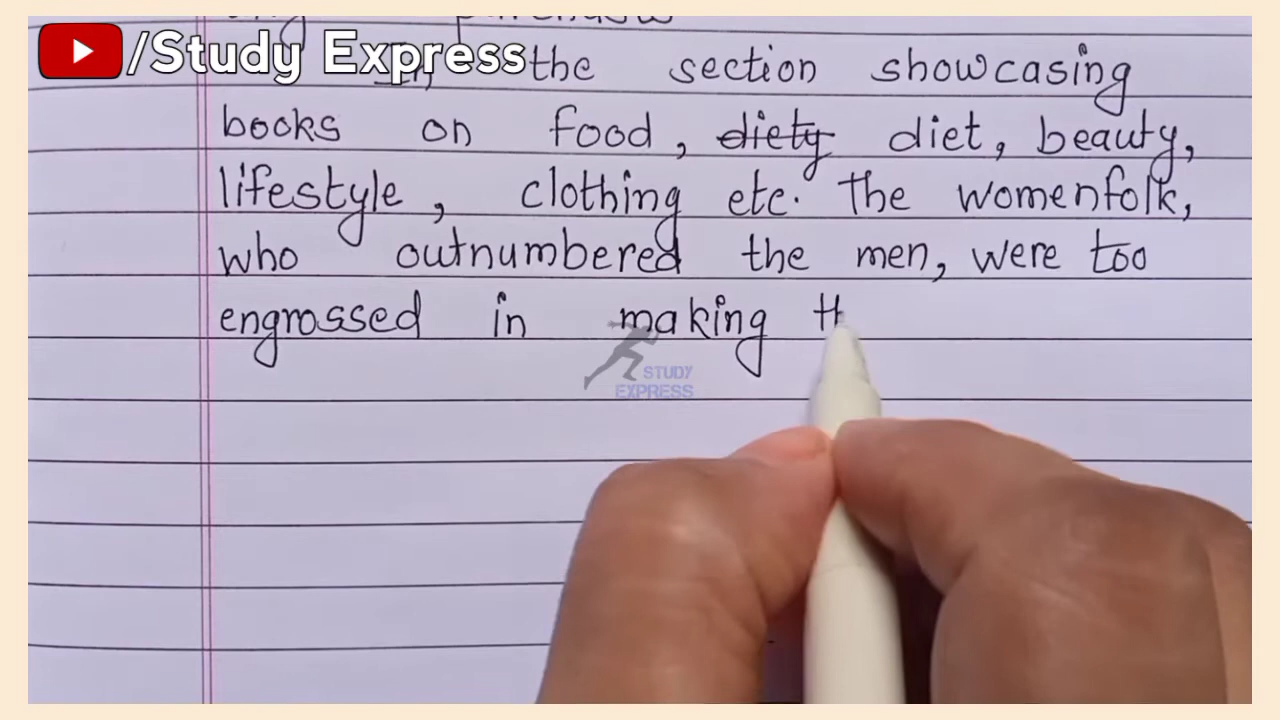 /Study Express
the section showcasing
books on food, diety diet, beauty,
lifestyle, clothing etc. The womenfolk,
who outnumbered the men, were too
engrossed in making th
STUDY
EXPRESS